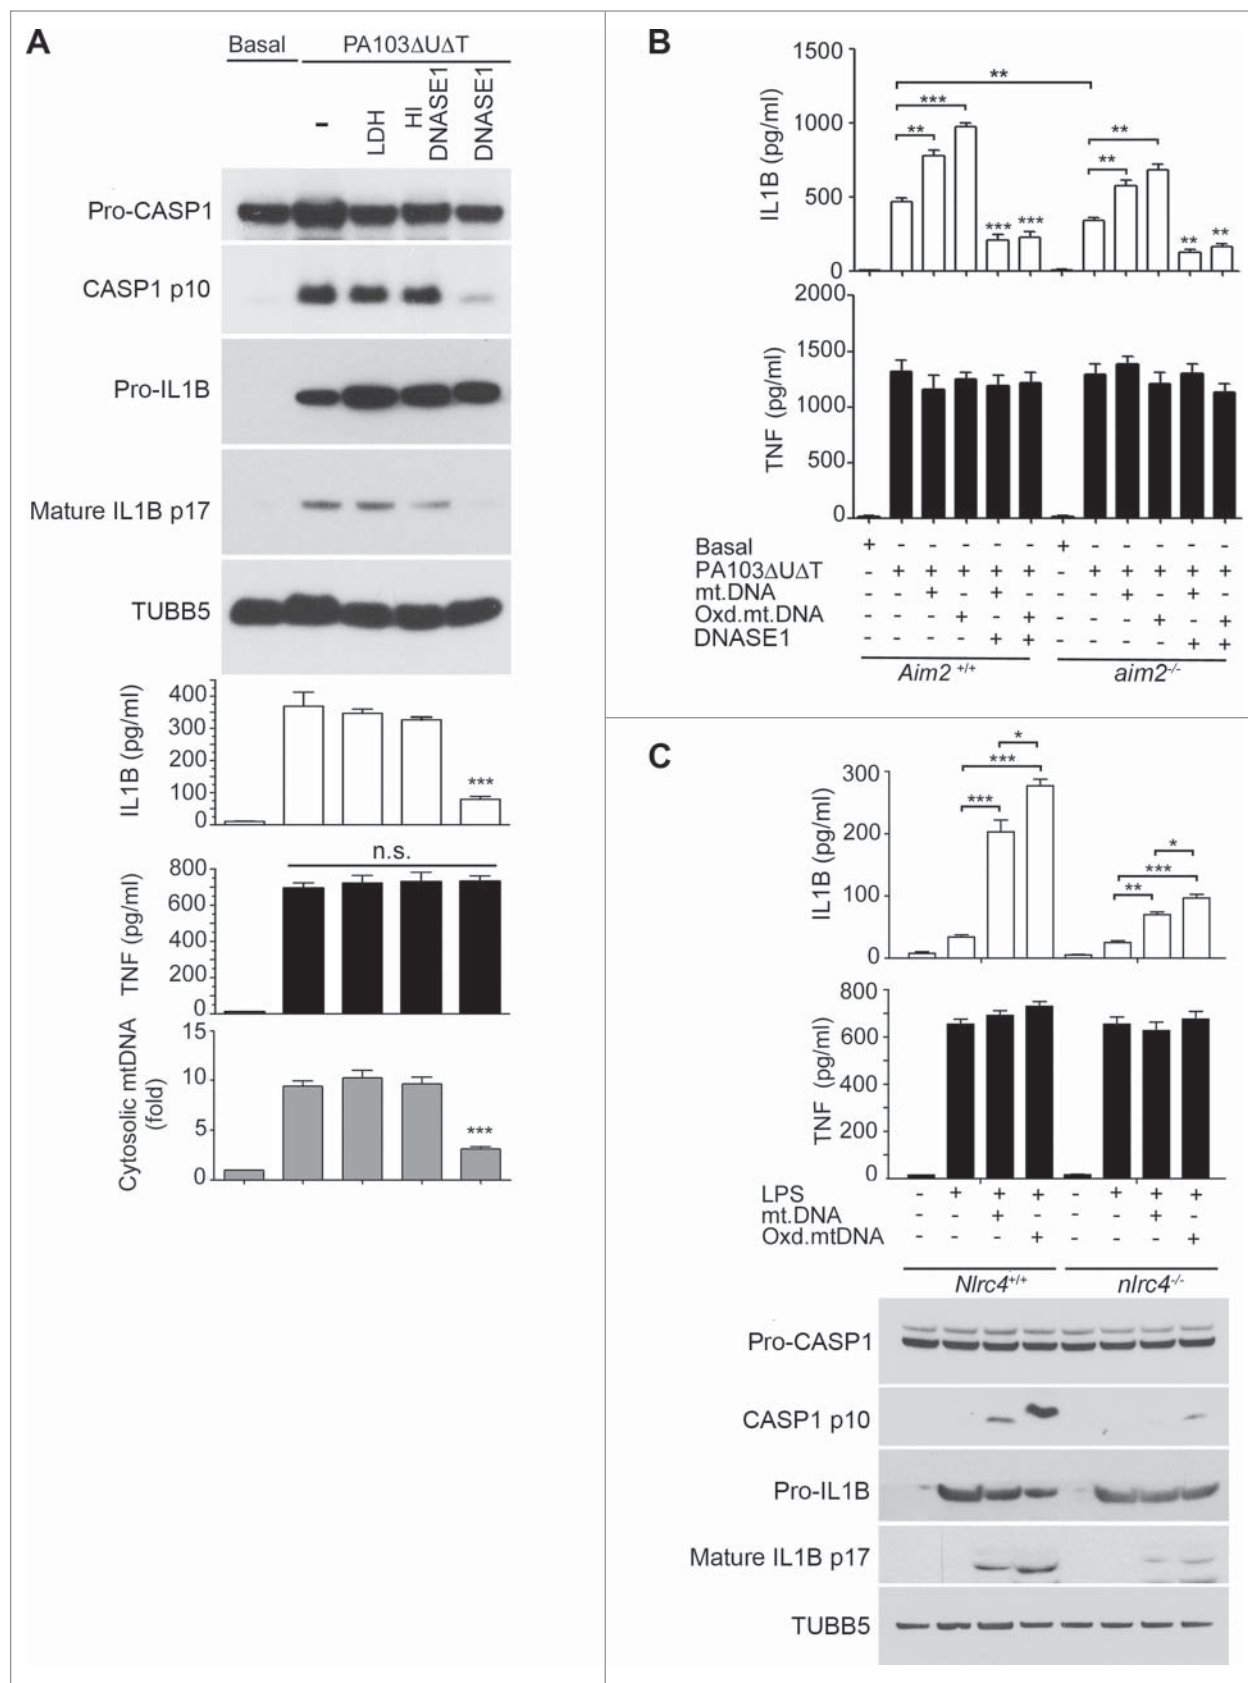 A
Basal PA103ΔUΔT
- LDH HI DNASE1 DNASE1
Pro-CASP1
CASP1 p10
Pro-IL1B
Mature IL1B p17
TUBB5
IL1B (pg/ml)
400
300
200
100
0
***
TNF (pg/ml)
800
600
400
200
0
n.s.
Cytosolic mtDNA
(fold)
15
10
5
0
***
B
IL1B (pg/ml)
1500
1000
500
0
**
*** **
** **
*** *** ** **
TNF (pg/ml)
2000
1500
1000
500
0
Basal + - - - - - + - - - - -
PA103ΔUΔT - + + + + + - + + + + +
mt.DNA - - + - + - - - + - + -
Oxd.mt.DNA - - - + - + - - - + - +
DNASE1 - - - - + + - - - - + +
Aim2 +/+ aim2-/-
C
IL1B (pg/ml)
300
200
100
0
*
***
***
*
***
**
TNF (pg/ml)
800
600
400
200
0
LPS - + + + - + + +
mt.DNA - - + - - - + -
Oxd.mtDNA - - - + - - - +
Nlrc4+/+ nlrc4-/-
Pro-CASP1
CASP1 p10
Pro-IL1B
Mature IL1B p17
TUBB5